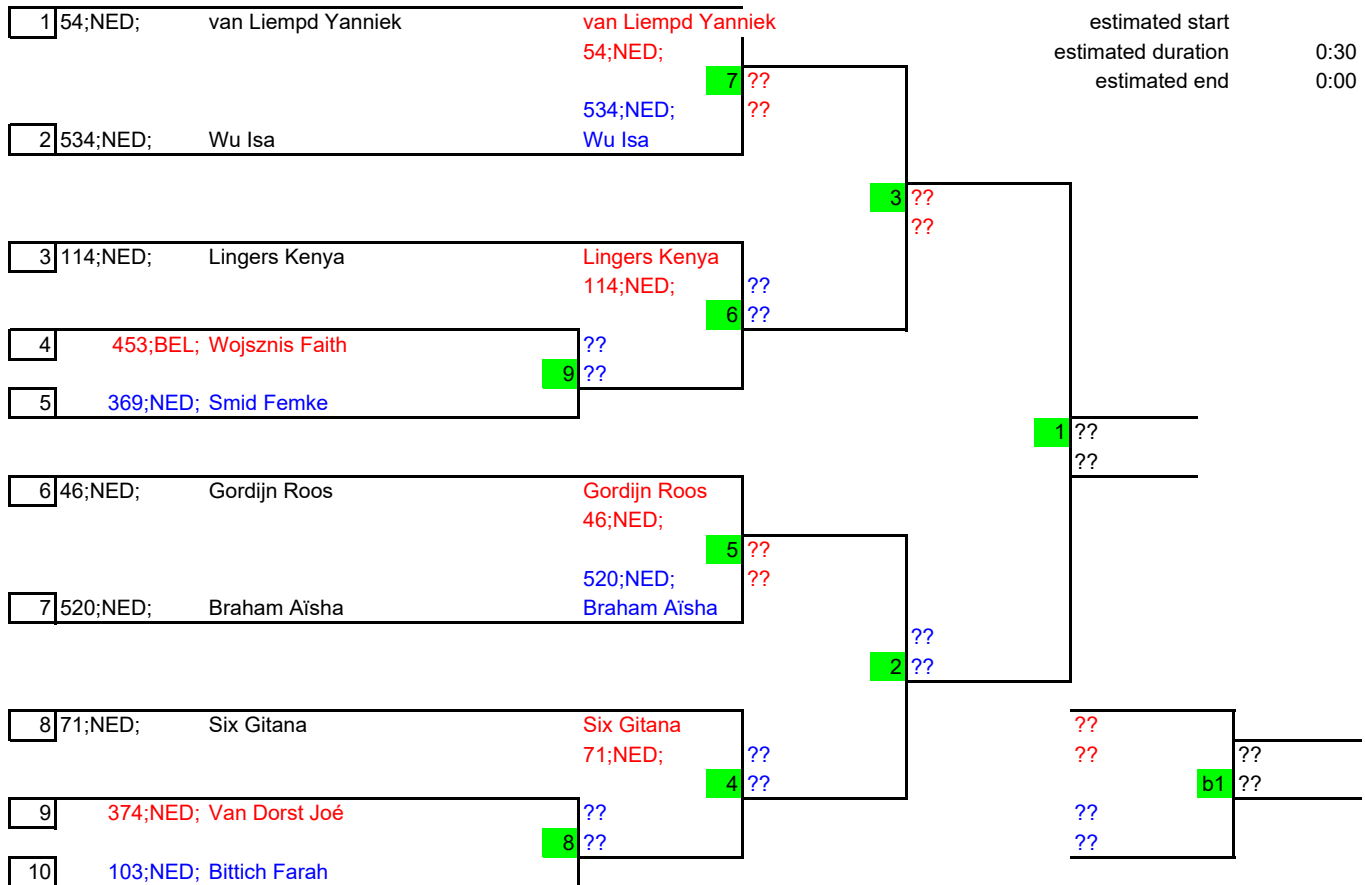 1 54;NED; van Liempd Yanniek van Liempd Yanniek estimated start
54;NED; estimated duration 0:30
7 ?? estimated end 0:00
534;NED; ??
2 534;NED; Wu Isa Wu Isa
3 ??
??
3 114;NED; Lingers Kenya Lingers Kenya
114;NED; ??
6 ??
4 453;BEL; Wojsznis Faith ??
9 ??
5 369;NED; Smid Femke
1 ??
??
6 46;NED; Gordijn Roos Gordijn Roos
46;NED;
5 ??
520;NED; ??
7 520;NED; Braham Aïsha Braham Aïsha
??
2 ??
8 71;NED; Six Gitana Six Gitana ??
71;NED; ?? ?? ??
4 ?? b1 ??
9 374;NED; Van Dorst Joé ?? ??
8 ?? ??
10 103;NED; Bittich Farah